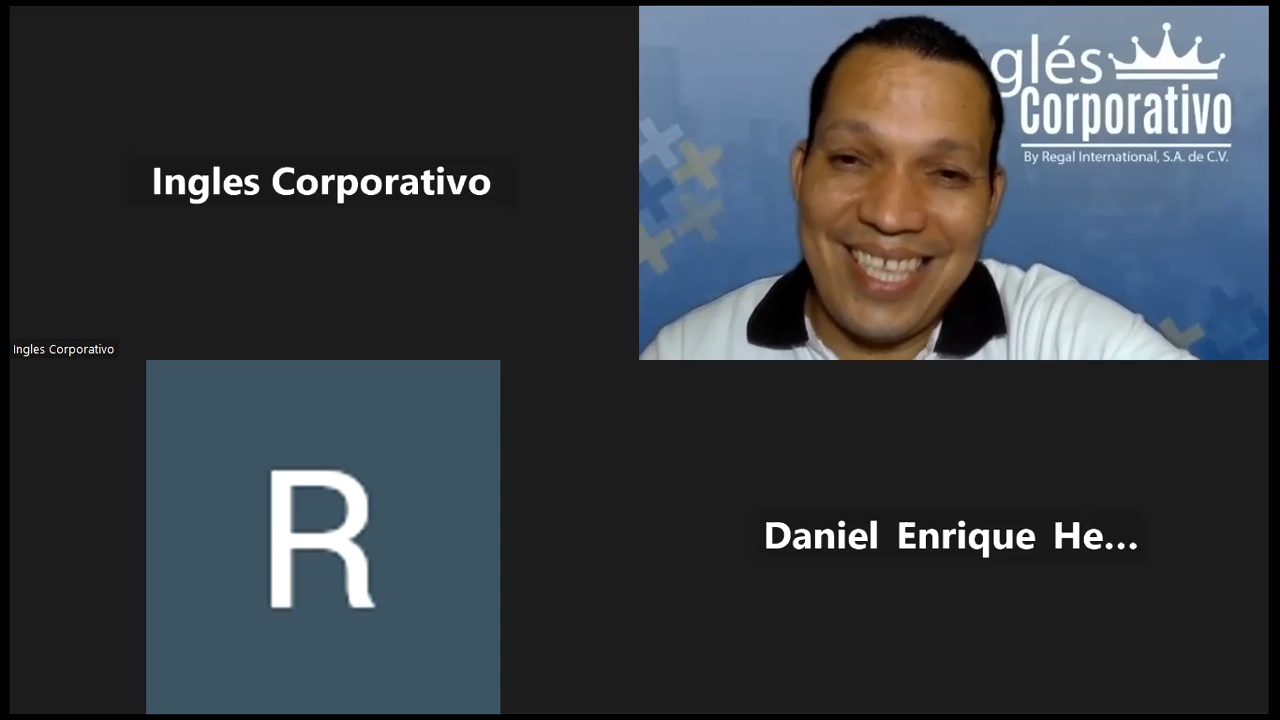 Ingles Corporativo
glés
Corporativo
By Regal International, S.A. de C.V.
Ingles Corporativo
R
Daniel Enrique He...